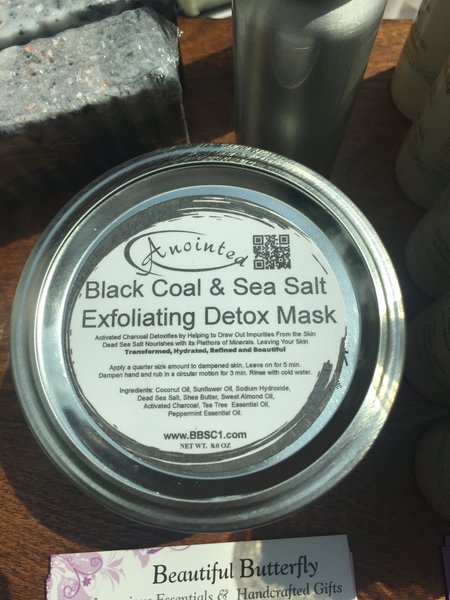 Anointed
Black Coal & Sea Salt
Exfoliating Detox Mask
Activated Charcoal Detoxifies by Helping to Draw Out Impurities From the Skin
Dead Sea Salt Nourishes with its Plethora of Minerals. Leaving Your Skin
Transformed, Hydrated, Refined and Beautiful
Apply a quarter size amount to dampened skin, Leave on for 5 min.
Dampen hand and rub in a circular motion for 3 min. Rinse with cold water.
Ingredients: Coconut Oil, Sunflower Oil, Sodium Hydroxide,
Dead Sea Salt, Shea Butter, Sweet Almond Oil,
Activated Charcoal, Tea Tree Essential Oil,
Peppermint Essential Oil.
www.BBSC1.com
NET WT. 8.0 OZ
Beautiful Butterfly
Essentials & Handcrafted Gifts